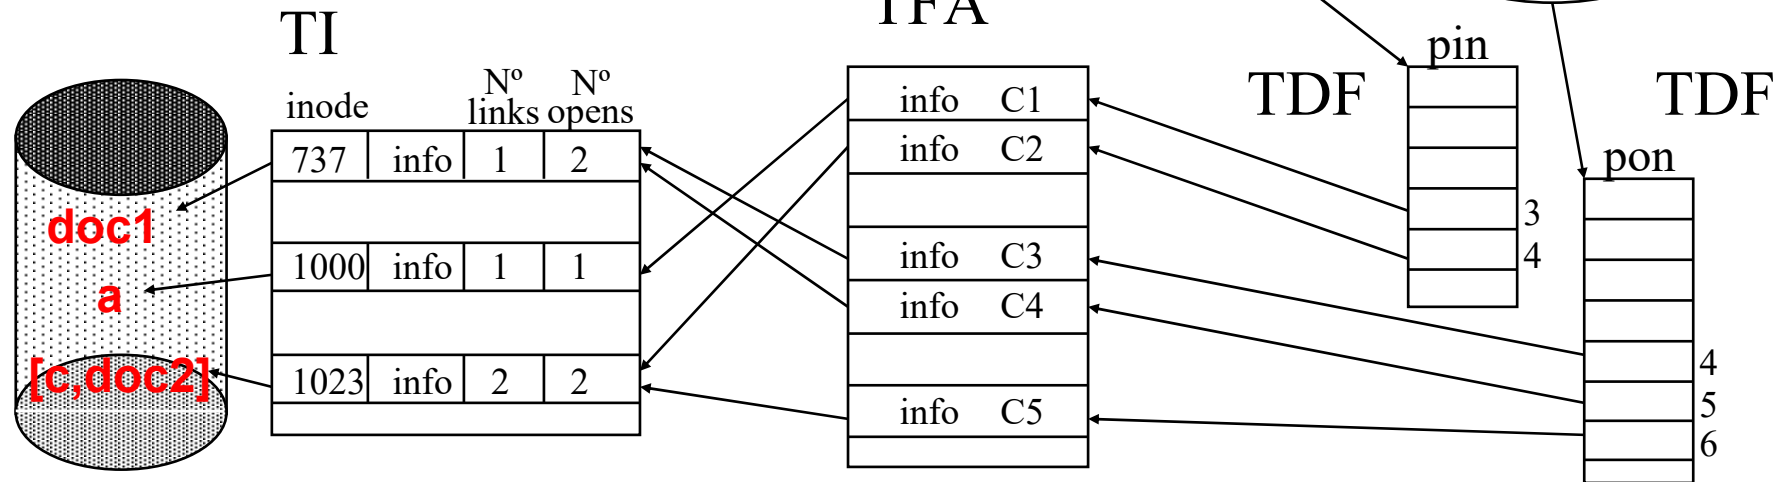 TFA
TI
pin
TDF
TDF
Nº Nº
inode links opens
info C1
737 info 1 2
info C2
pon
doc1
3
1000 info 1 1
info C3
4
a
info C4
[c,doc2]
1023 info 2 2
4
info C5
5
6